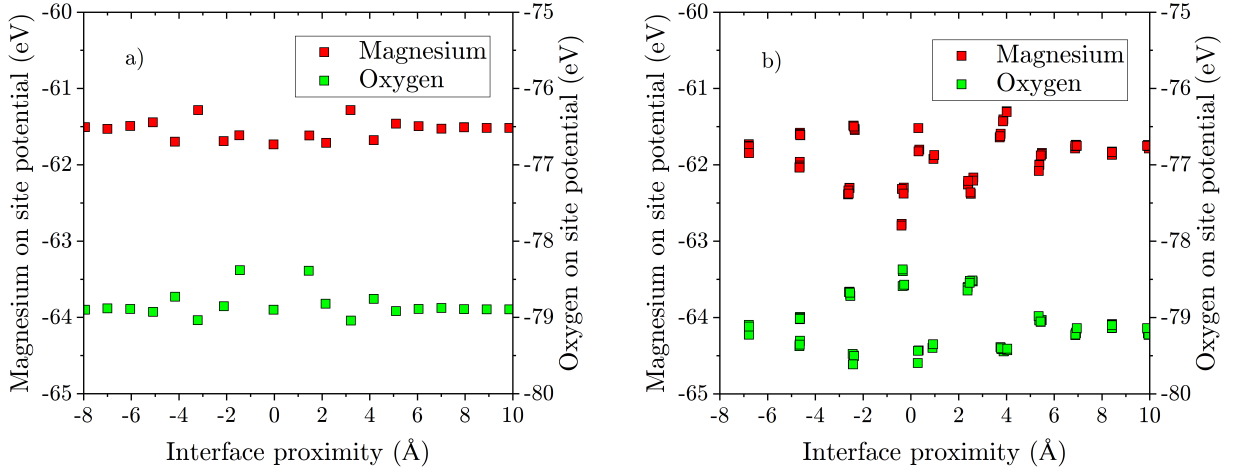 a)
Magnesium
Oxygen
Magnesium on site potential (eV)
-60
-61
-62
-63
-64
-65
Oxygen on site potential (eV)
-75
-76
-77
-78
-79
-80
-8 -6 -4 -2 0 2 4 6 8 10
Interface proximity (Å)
b)
Magnesium
Oxygen
Magnesium on site potential (eV)
-60
-61
-62
-63
-64
-65
Oxygen on site potential (eV)
-75
-76
-77
-78
-79
-80
-8 -6 -4 -2 0 2 4 6 8 10
Interface proximity (Å)